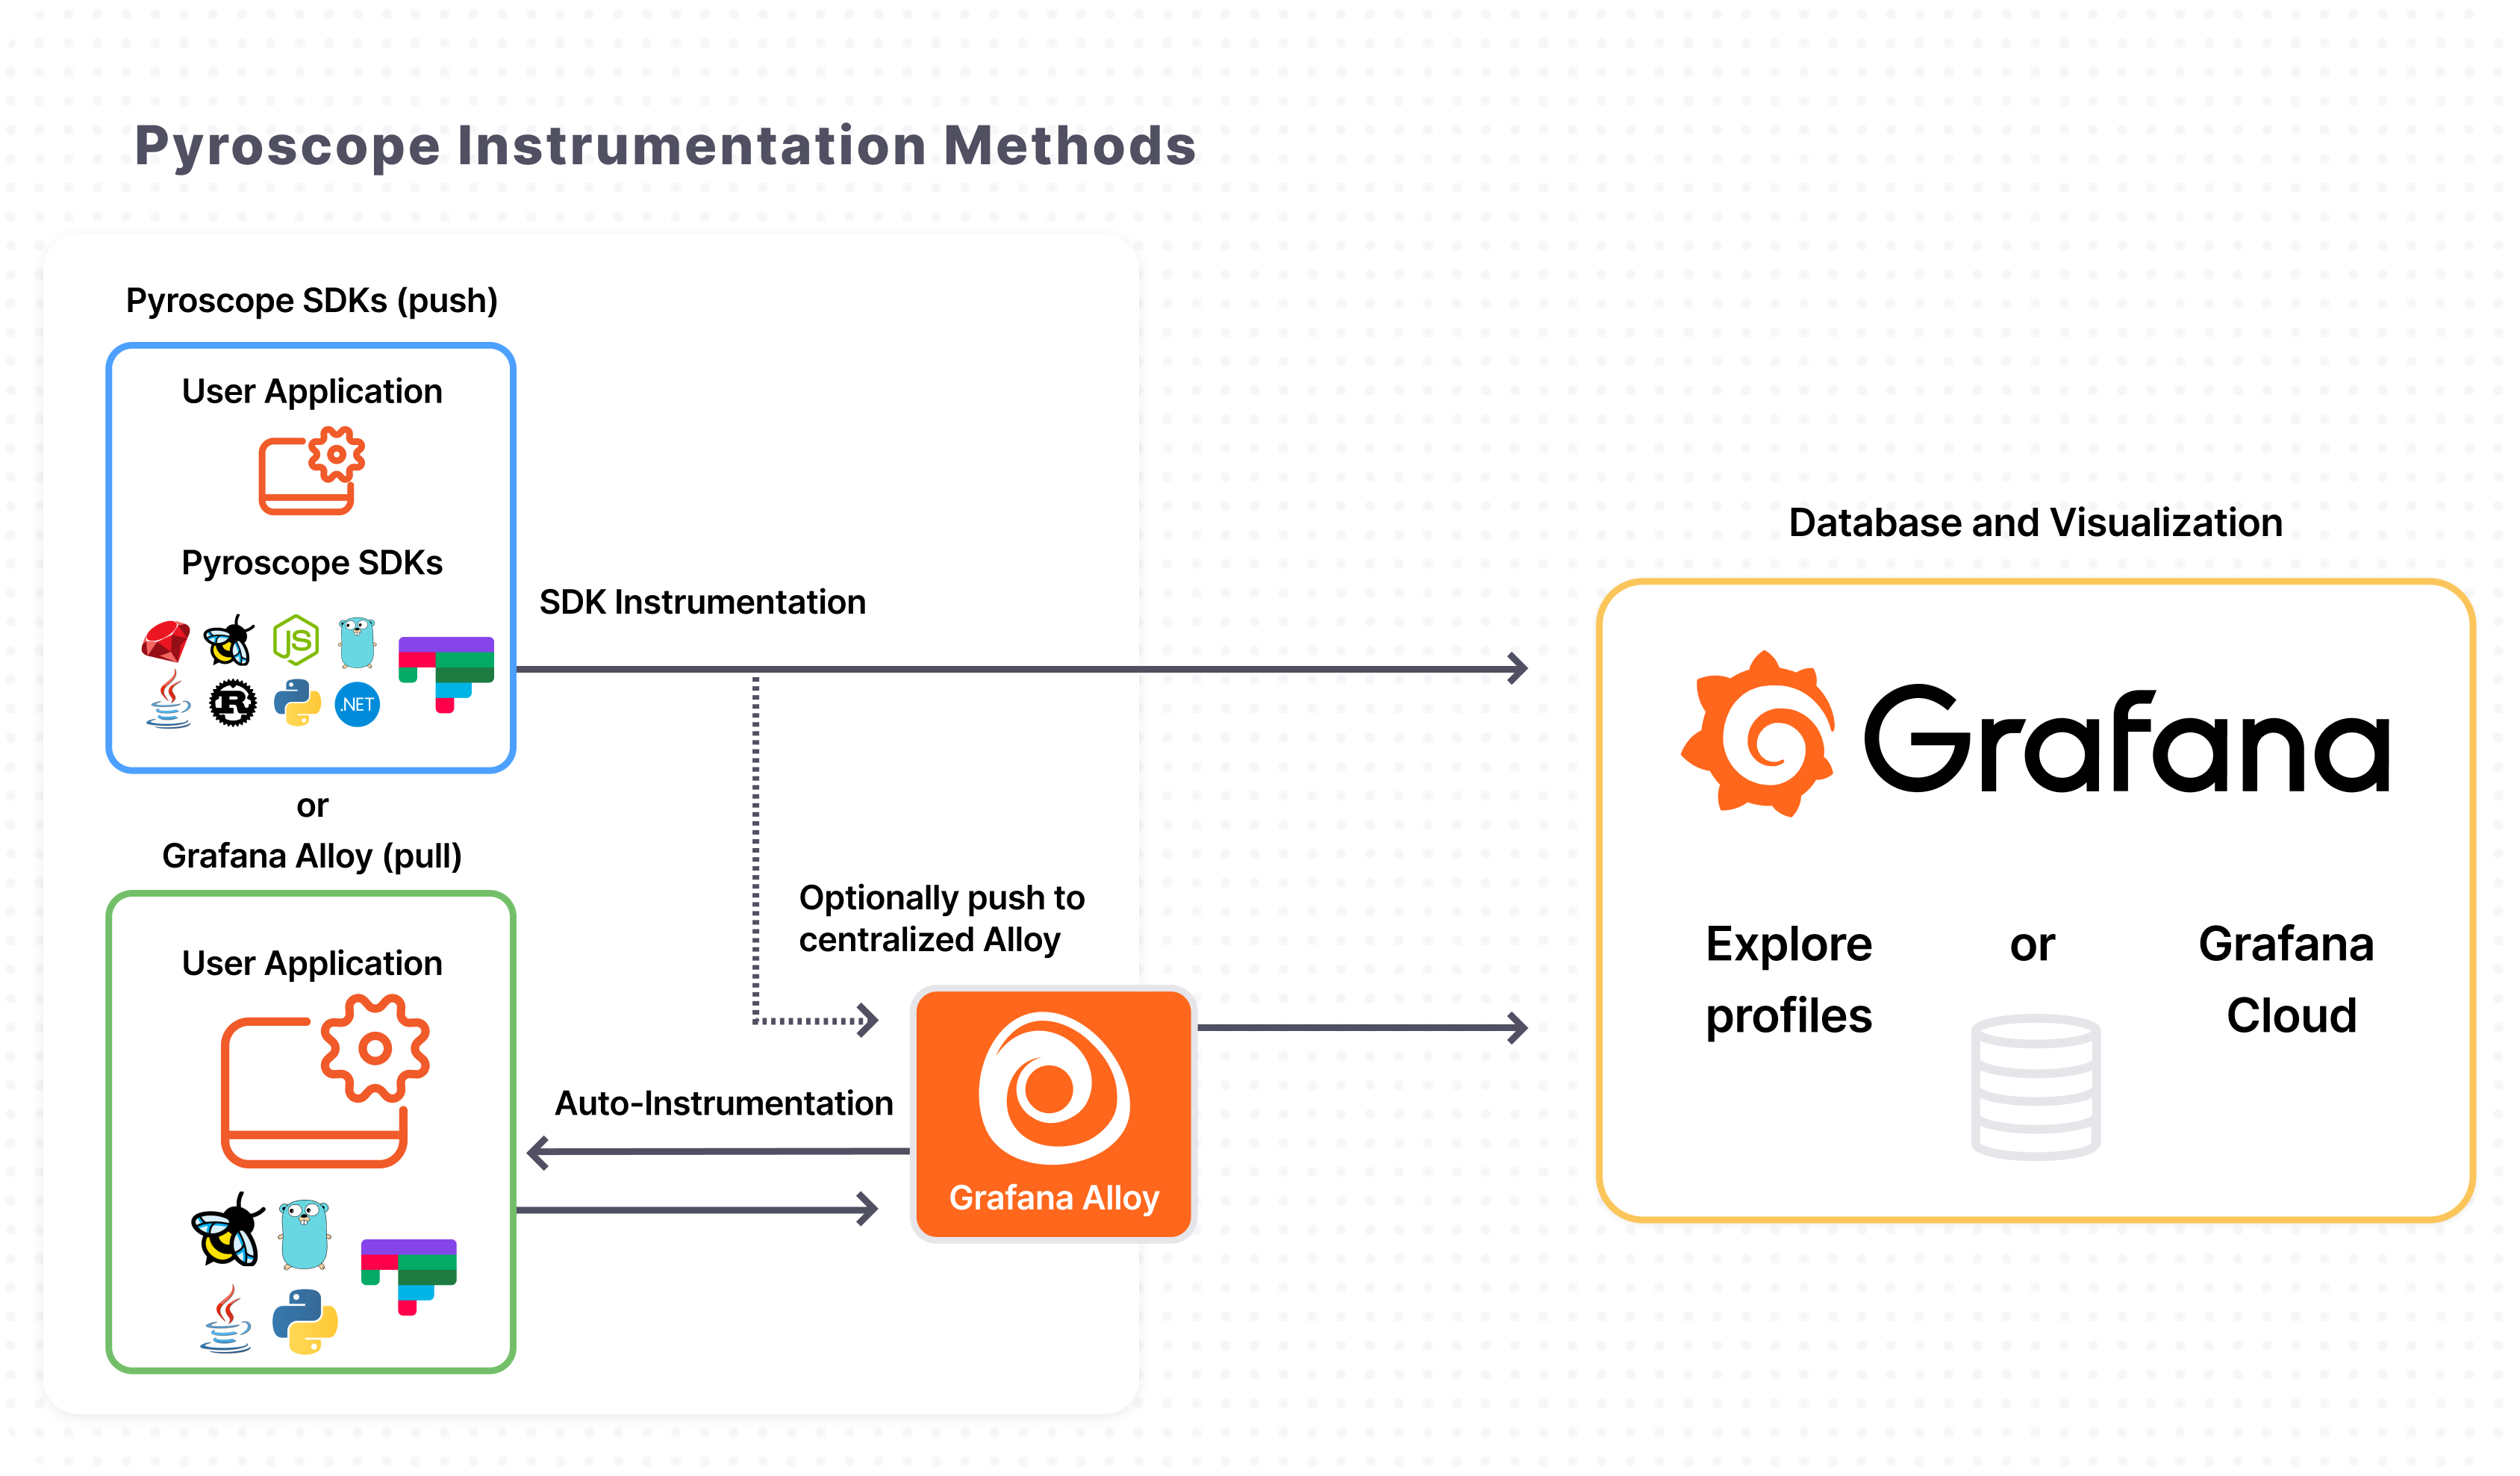 Pyroscope Instrumentation Methods
Pyroscope SDKs (push)
User Application
Pyroscope SDKs
JS
R
.NET
SDK Instrumentation
or
Grafana Alloy (pull)
User Application
Optionally push to
centralized Alloy
Auto-Instrumentation
Grafana Alloy
Database and Visualization
Grafana
Explore
profiles
or
Grafana
Cloud